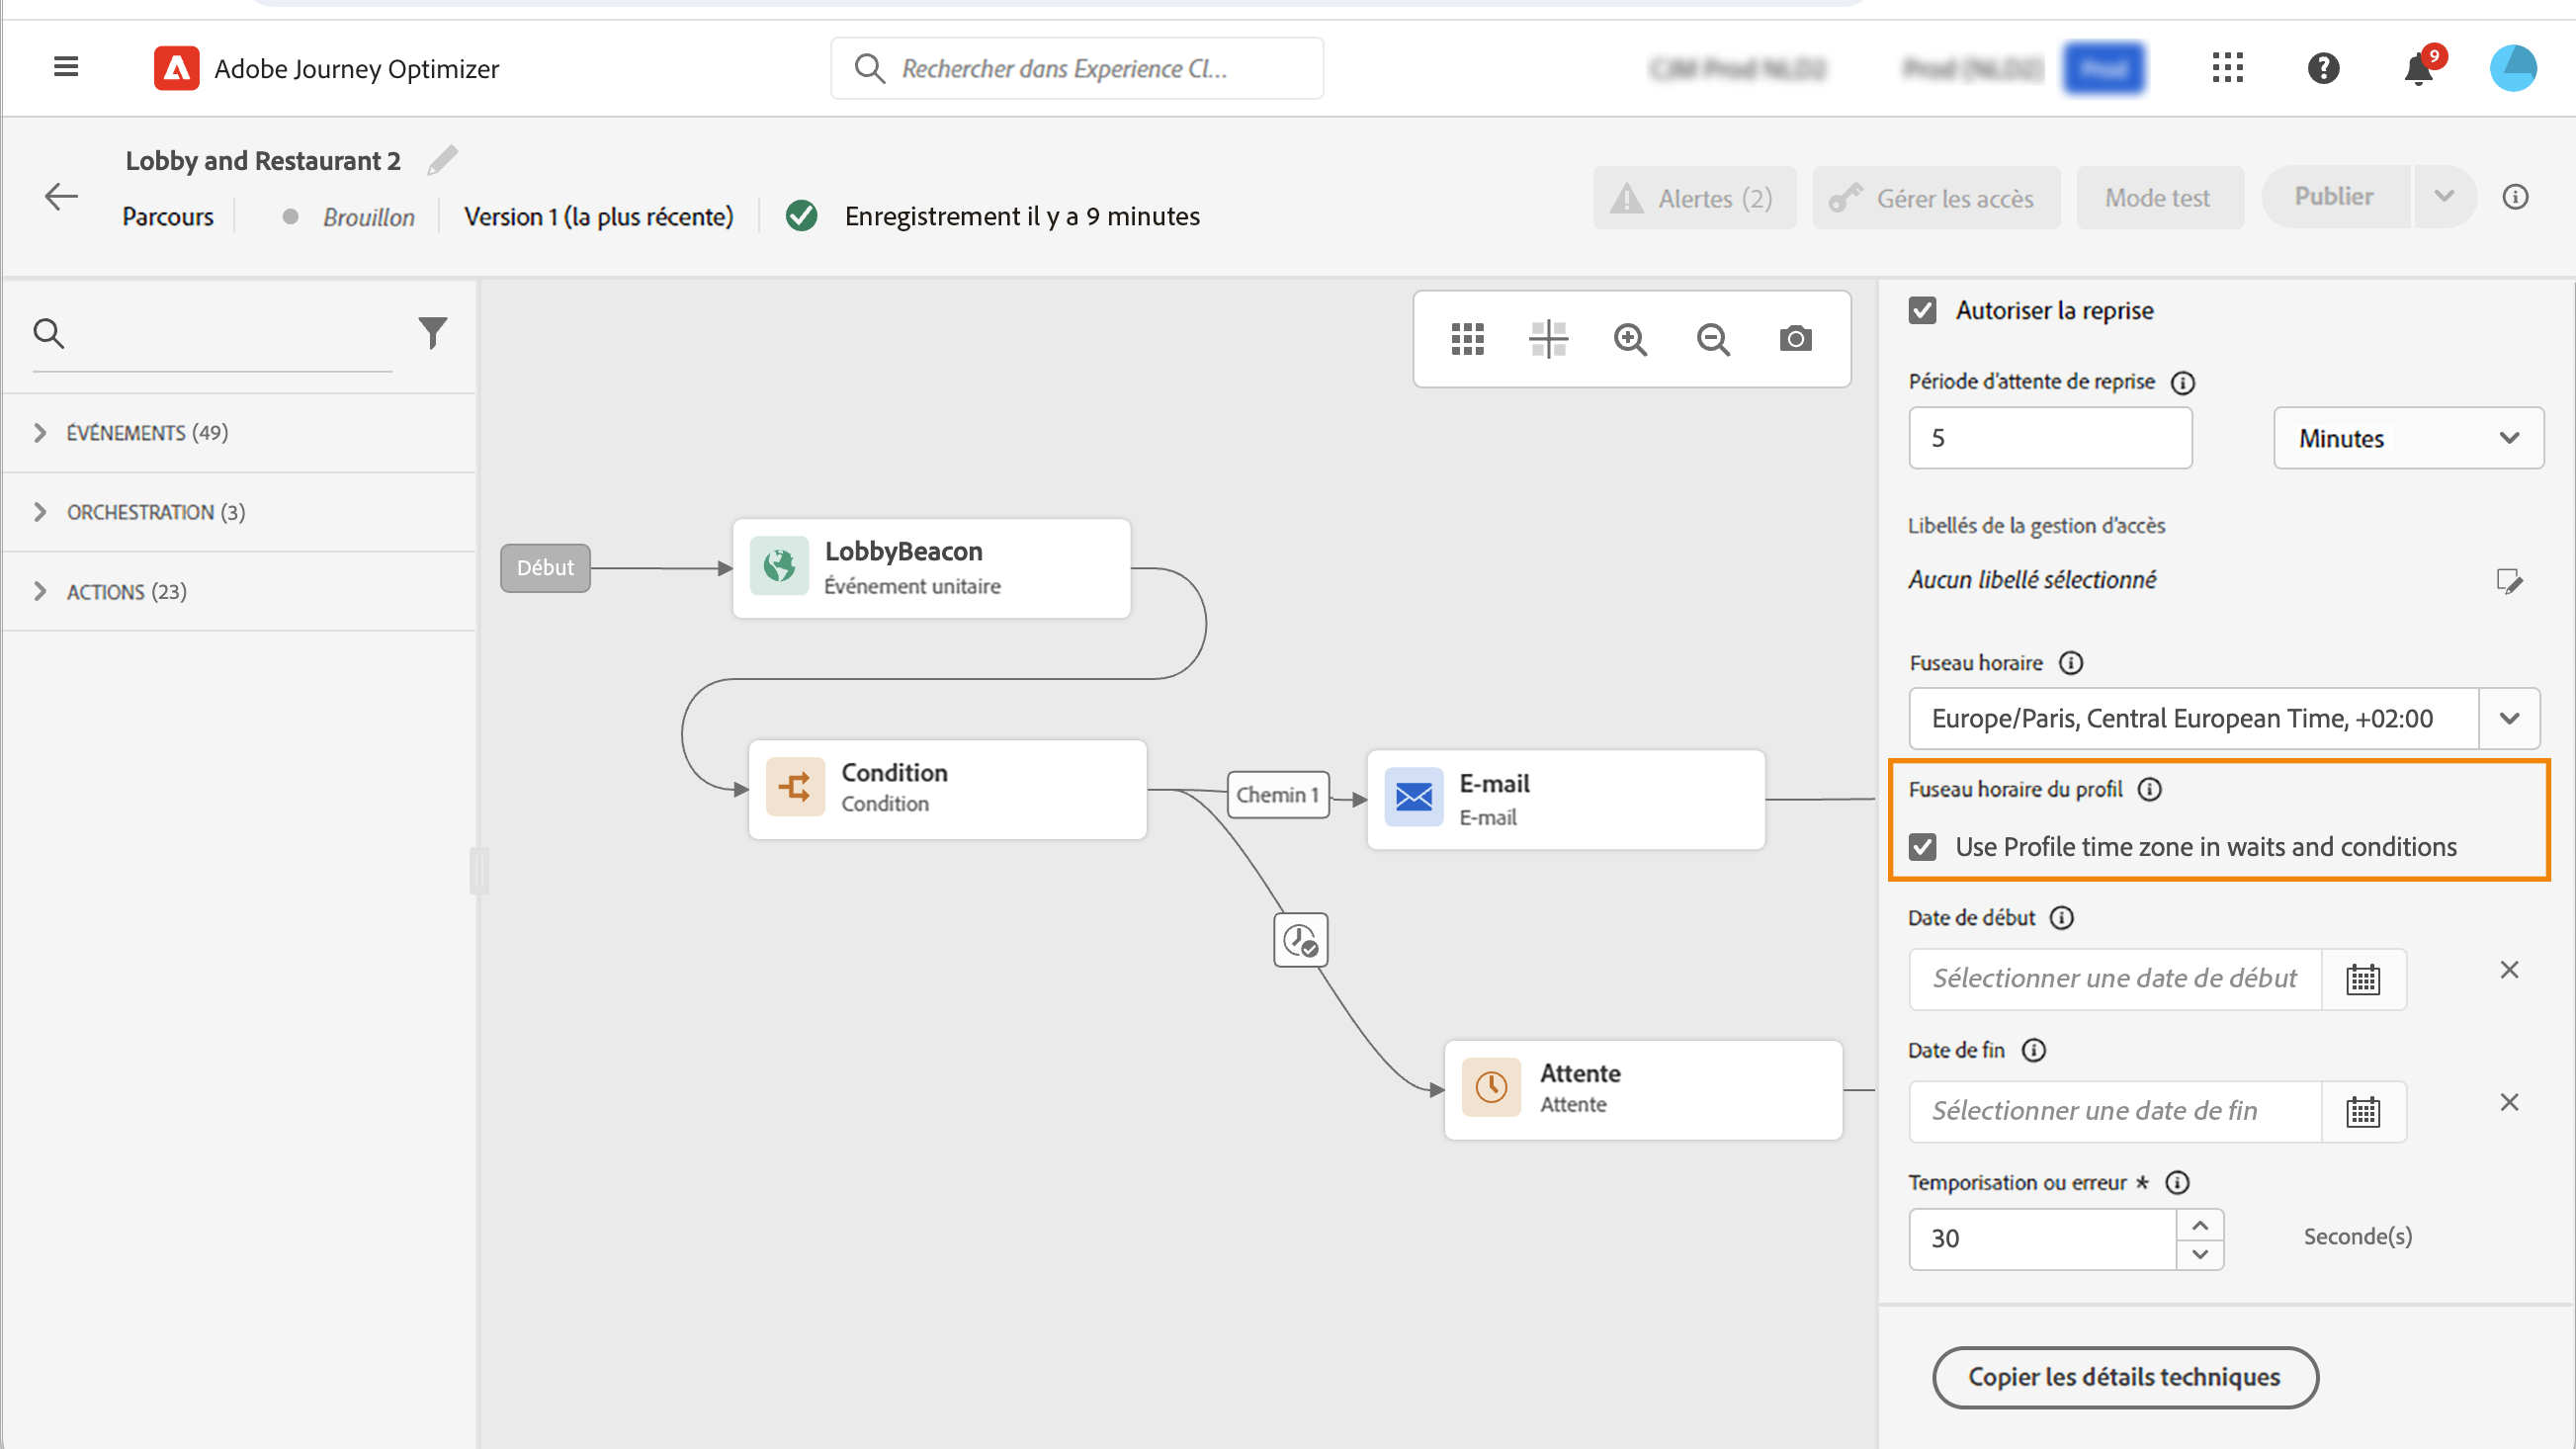 Adobe Journey Optimizer
Rechercher dans Experience Cl...
9
Lobby and Restaurant 2
Parcours
Brouillon
Version 1 (la plus récente)
Enregistrement il y a 9 minutes
Alertes (2)
Gérer les accès
Mode test
Publier
ÉVÉNEMENTS (49)
ORCHESTRATION (3)
ACTIONS (23)
Début
LobbyBeacon
Événement unitaire
Condition
Condition
Chemin 1
E-mail
E-mail
Attente
Attente
Autoriser la reprise
Période d'attente de reprise
5
Minutes
Libellés de la gestion d'accès
Aucun libellé sélectionné
Fuseau horaire
Europe/Paris, Central European Time, +02:00
Fuseau horaire du profil
Use Profile time zone in waits and conditions
Date de début
Sélectionner une date de début
Date de fin
Sélectionner une date de fin
Temporisation ou erreur *
30
Seconde(s)
Copier les détails techniques